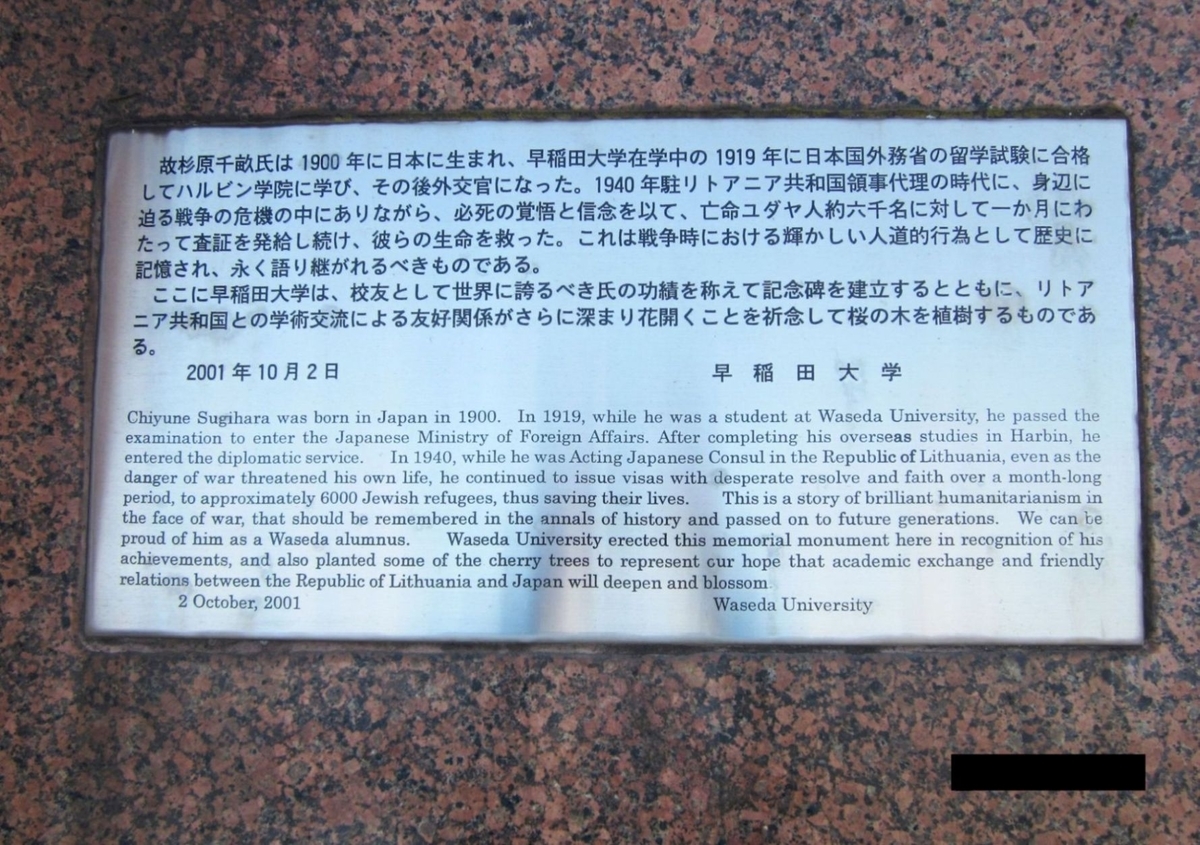 故杉原千畝氏は 1900 年に日本に生まれ、早稲田大学在学中の 1919 年に日本国外務省の留学試験に合格
してハルビン学院に学び、その後外交官になった。1940 年駐リトアニア共和国領事代理の時代に、身辺に
迫る戦争の危機の中にありながら、必死の覚悟と信念を以て、亡命ユダヤ人約六千名に対して一か月にわ
たって査証を発給し続け、彼らの生命を救った。これは戦争時における輝かしい人道的行為として歴史に
記憶され、永く語り継がれるべきものである。
ここに早稲田大学は、校友として世界に誇るべき氏の功績を称えて記念碑を建立するとともに、リトア
ニア共和国との学術交流による友好関係がさらに深まり花開くことを祈念して桜の木を植樹するものであ
る。
2001 年 10 月 2 日 早 稲 田 大 学
Chiyune Sugihara was born in Japan in 1900. In 1919, while he was a student at Waseda University, he passed the
examination to enter the Japanese Ministry of Foreign Affairs. After completing his overseas studies in Harbin, he
entered the diplomatic service. In 1940, while he was Acting Japanese Consul in the Republic of Lithuania, even as the
danger of war threatened his own life, he continued to issue visas with desperate resolve and faith over a month-long
period, to approximately 6000 Jewish refugees, thus saving their lives. This is a story of brilliant humanitarianism in
the face of war, that should be remembered in the annals of history and passed on to future generations. We can be
proud of him as a Waseda alumnus. Waseda University erected this memorial monument here in recognition of his
achievements, and also planted some of the cherry trees to represent our hope that academic exchange and friendly
relations between the Republic of Lithuania and Japan will deepen and blossom.
2 October, 2001 Waseda University